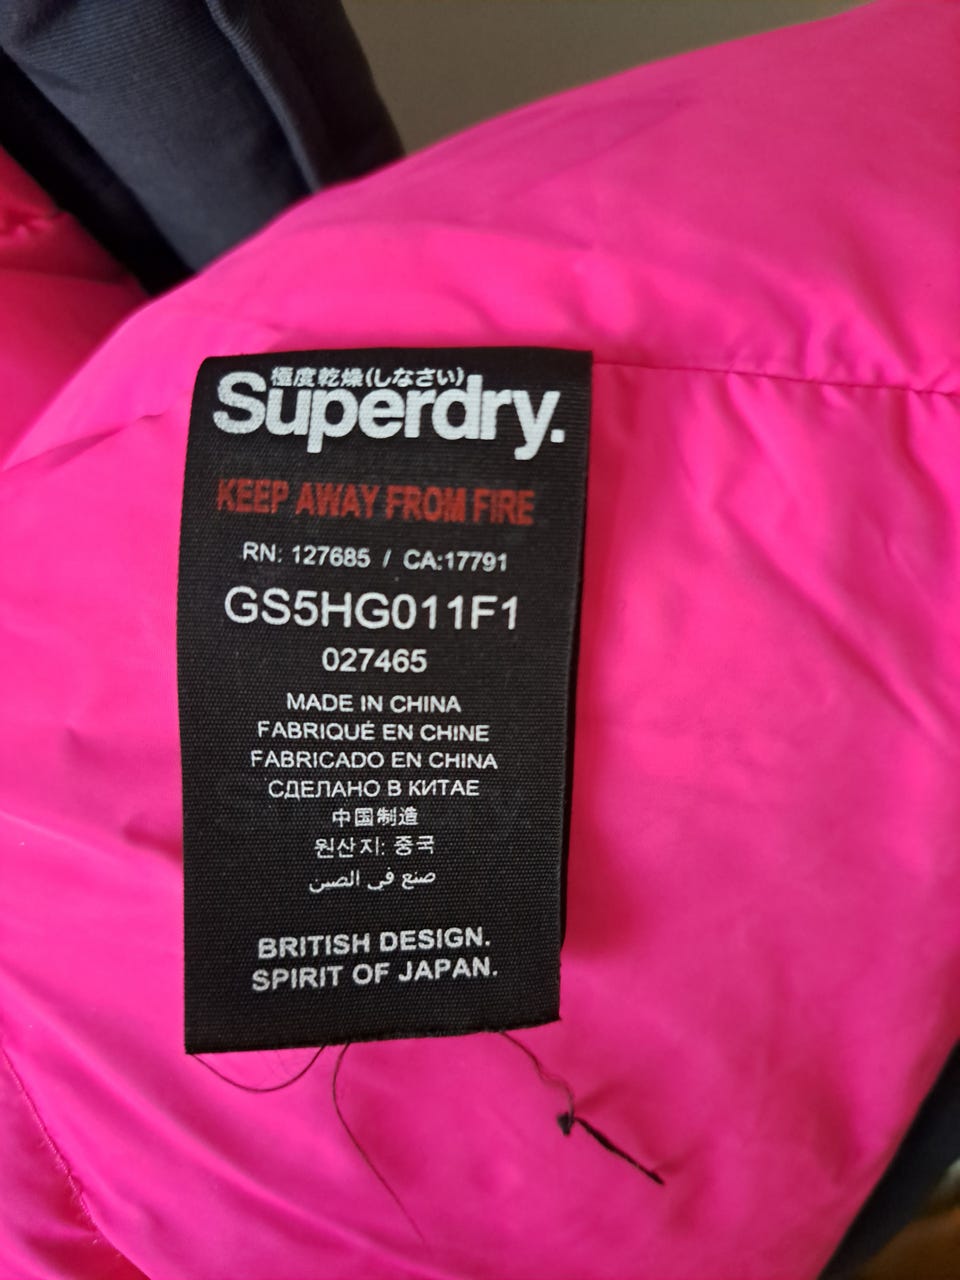 極度乾燥(しなさい)
Superdry.
KEEP AWAY FROM FIRE
RN: 127685 / CA:17791
GS5HG011F1
027465
MADE IN CHINA
FABRIQUÉ EN CHINE
FABRICADO EN CHINA
СДЕЛАНО В КИТАЕ
中国制造
원산지: 중국
صنع في الصين
BRITISH DESIGN.
SPIRIT OF JAPAN.